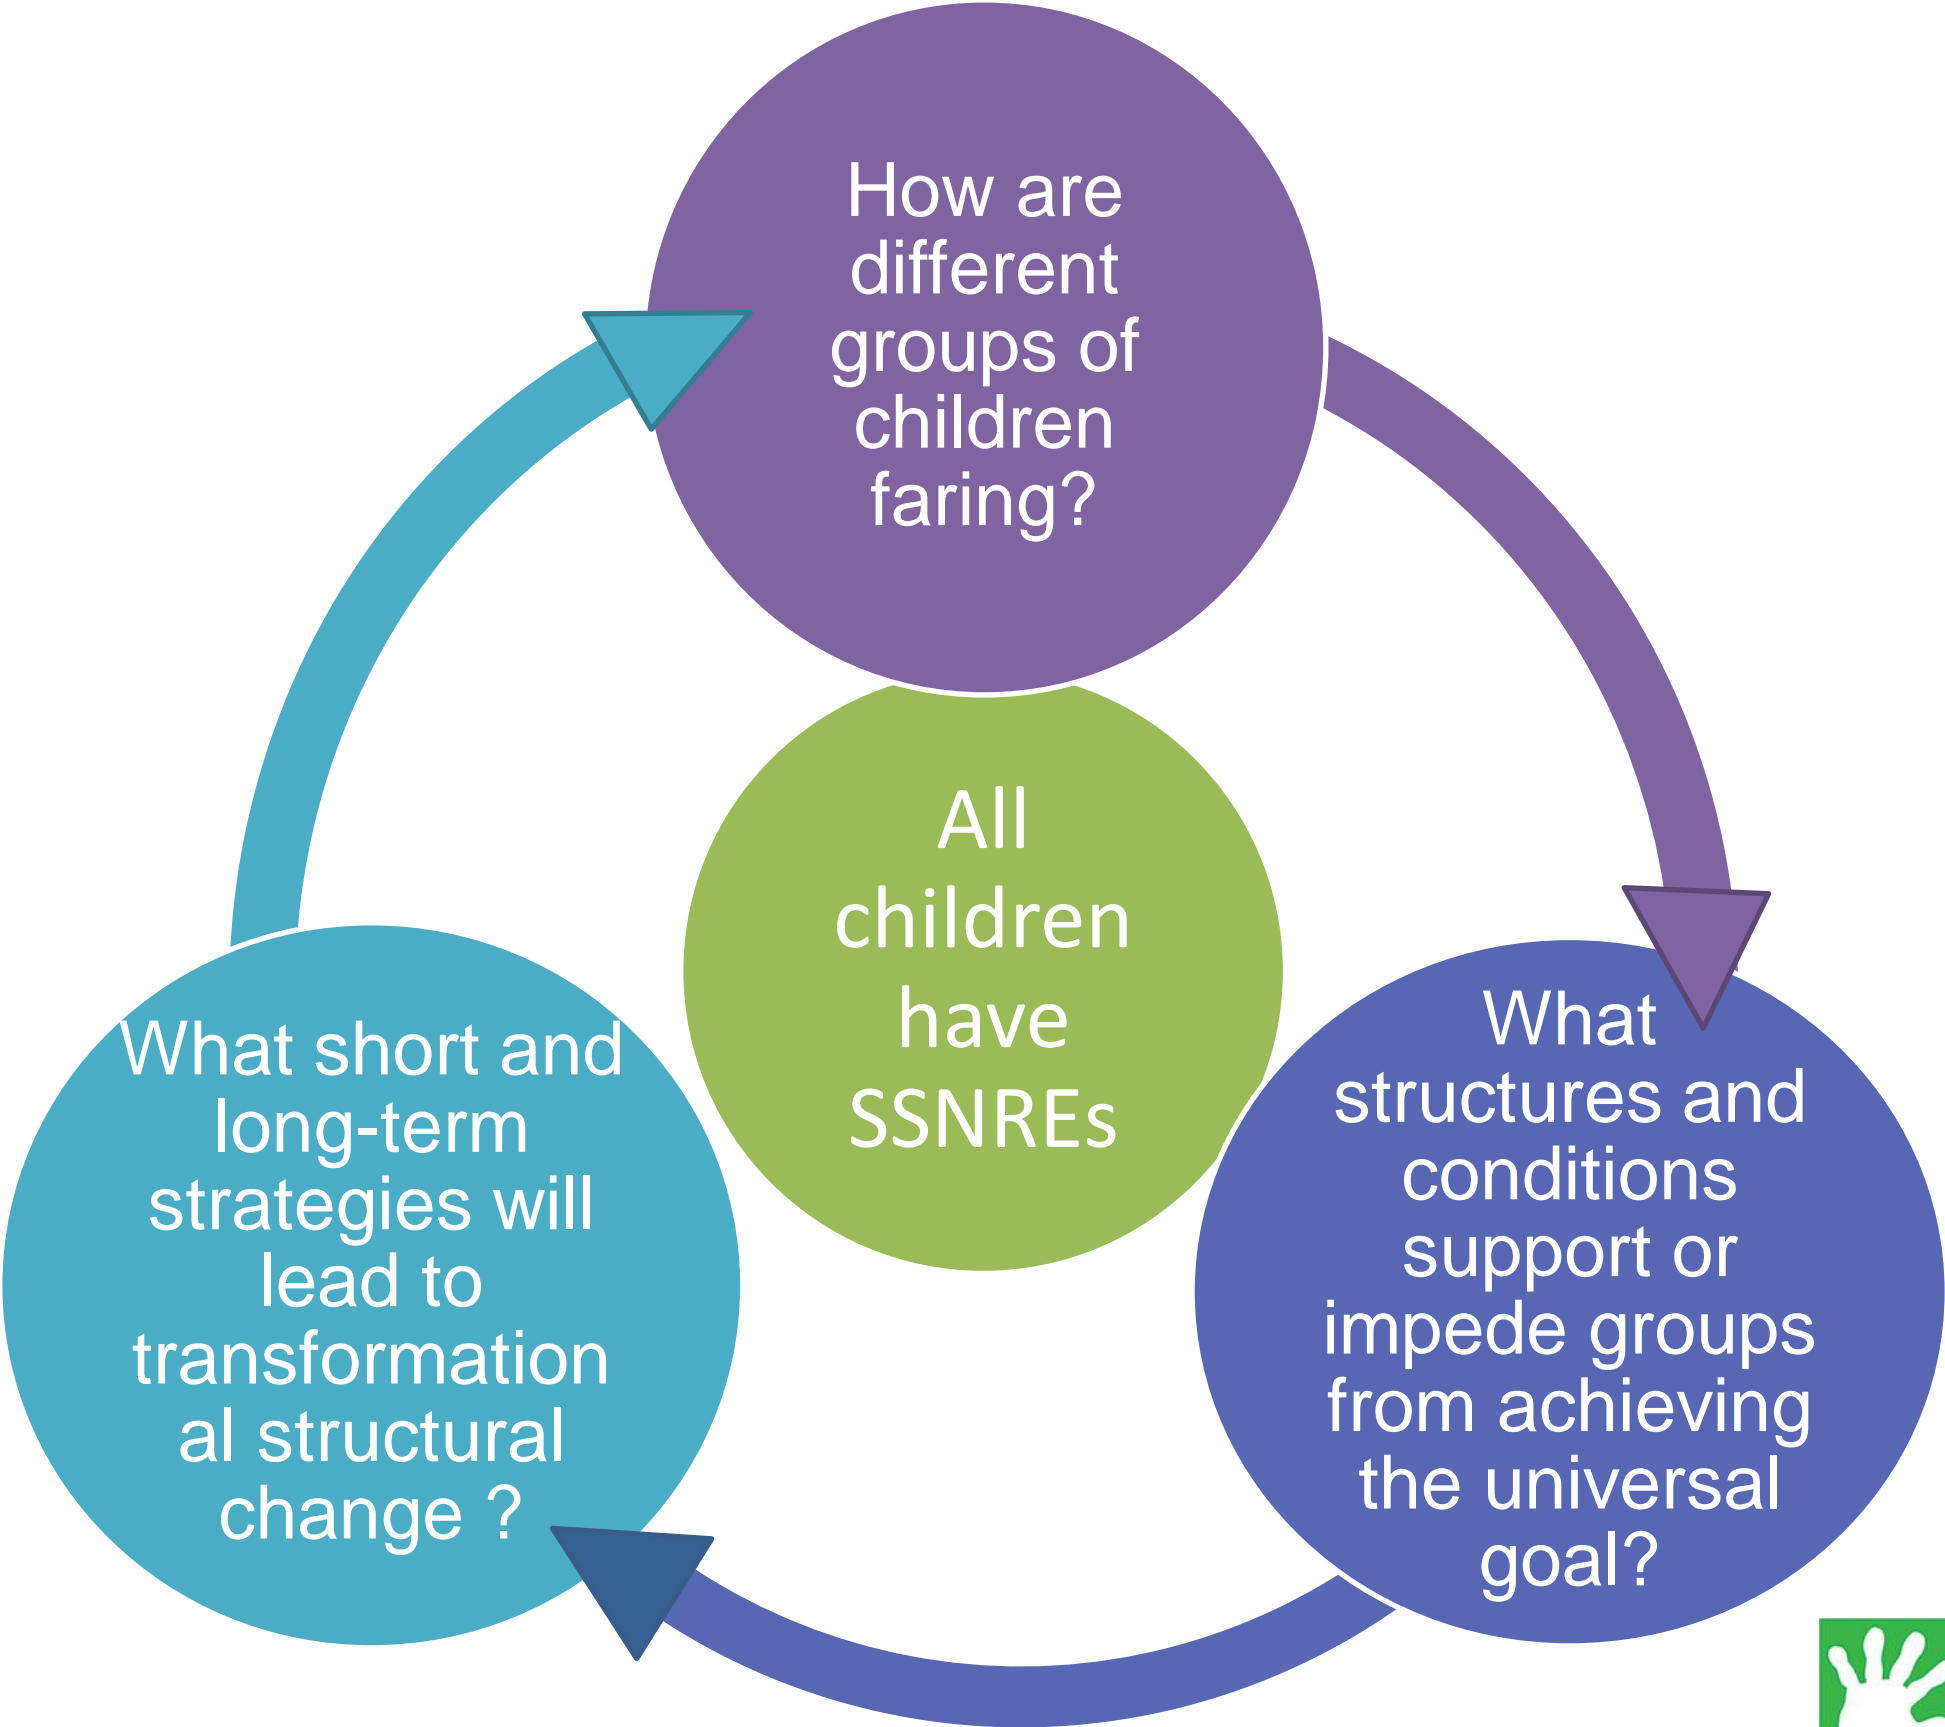 How are
different
groups of
children
faring?
All
children
have
SSNREs
What
structures and
conditions
support or
impede groups
from achieving
the universal
goal?
What short and
long-term
strategies will
lead to
transformation
al structural
change ?